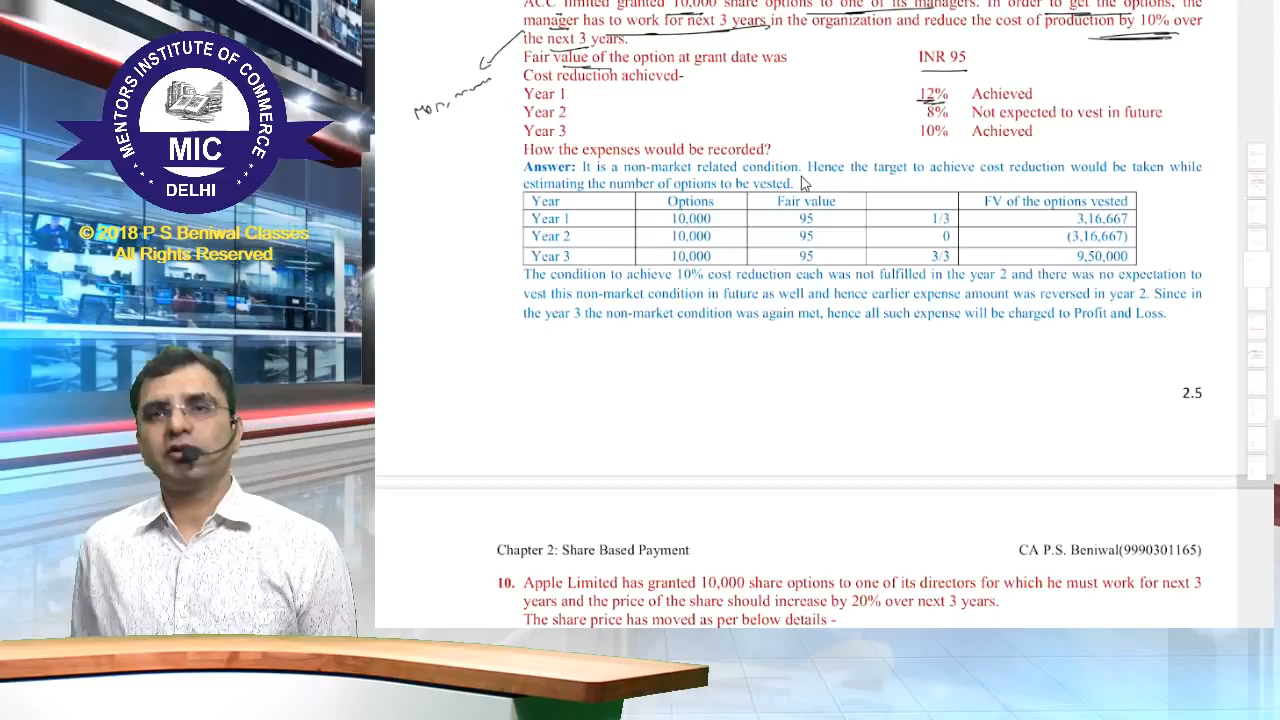 MENTORS INSTITUTE OF COMMERCE
MIC
DELHI
© 2018 P S Beniwal Classes
All Rights Reserved
ACC limited granted 10,000 share options to one of its managers. In order to get the options, the
manager has to work for next 3 years in the organization and reduce the cost of production by 10% over
the next 3 years.
Fair value of the option at grant date was INR 95
Cost reduction achieved-
Year 1 12% Achieved
Year 2 8% Not expected to vest in future
Year 3 10% Achieved
How the expenses would be recorded?
Answer: It is a non-market related condition. Hence the target to achieve cost reduction would be taken while
estimating the number of options to be vested.
Year Options Fair value FV of the options vested
Year 1 10,000 95 1/3 3,16,667
Year 2 10,000 95 0 (3,16,667)
Year 3 10,000 95 3/3 9,50,000
The condition to achieve 10% cost reduction each was not fulfilled in the year 2 and there was no expectation to
vest this non-market condition in future as well and hence earlier expense amount was reversed in year 2. Since in
the year 3 the non-market condition was again met, hence all such expense will be charged to Profit and Loss.
2.5
Chapter 2: Share Based Payment CA P.S. Beniwal(9990301165)
10. Apple Limited has granted 10,000 share options to one of its directors for which he must work for next 3
years and the price of the share should increase by 20% over next 3 years.
The share price has moved as per below details -